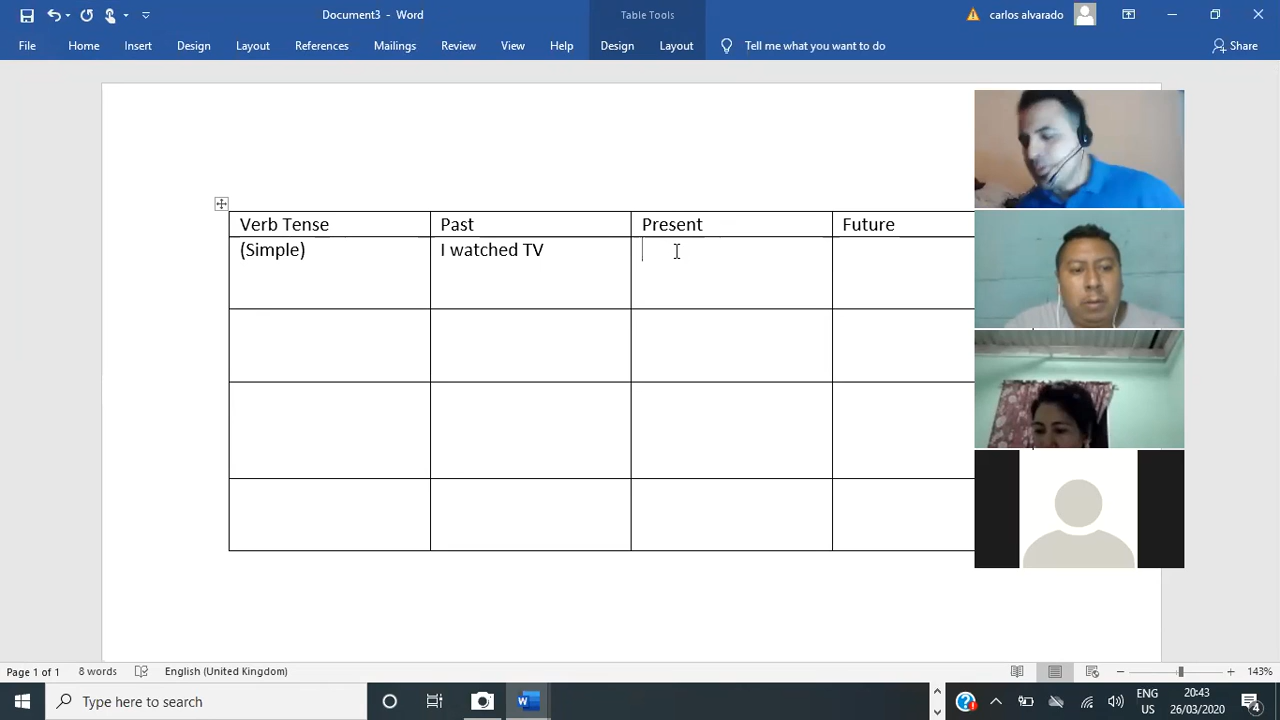 Document3 - Word
Table Tools
carlos alvarado
File
Home
Insert
Design
Layout
References
Mailings
Review
View
Help
Design
Layout
Tell me what you want to do
Share
Verb Tense
Past
Present
Future
(Simple)
I watched TV
Page 1 of 1
8 words
English (United Kingdom)
143%
Type here to search
ENG
US
20:43
26/03/2020
4